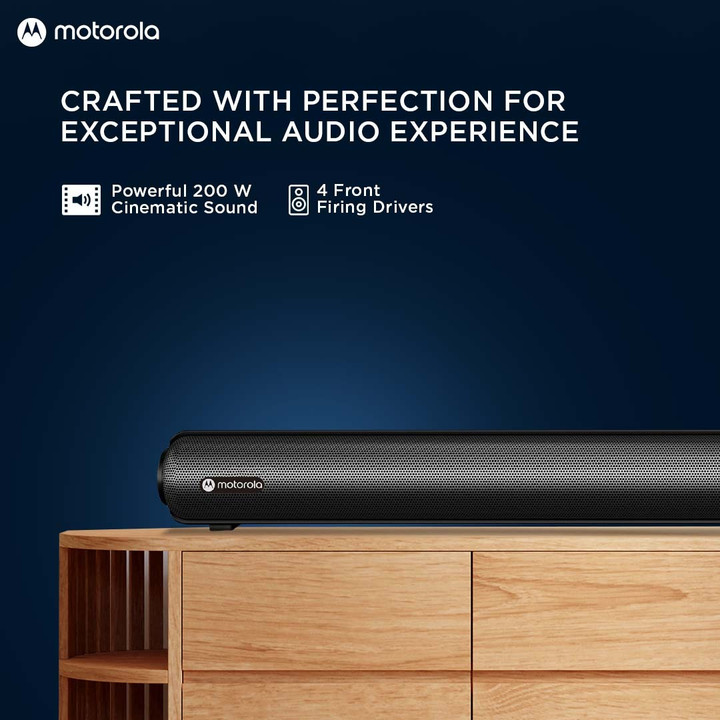 motorola
CRAFTED WITH PERFECTION FOR
EXCEPTIONAL AUDIO EXPERIENCE
Powerful 200 W
Cinematic Sound
4 Front
Firing Drivers
motorola